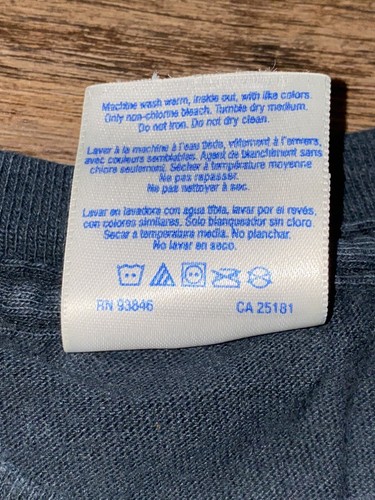 Machine wash warm, inside out, with like colors.
Only non-chlorine bleach. Tumble dry medium.
Do not iron. Do not dry clean.
Laver à la machine à l'eau tiède, vêtement à l'envers,
avec couleurs semblables. Agent de blanchiment sans
chlore seulement. Sécher à température moyenne
Ne pas repasser.
Ne pas nettoyer à sec.
Lavar en lavadora con agua tibia, lavar por el revés,
con colores similares. Solo blanqueador sin cloro.
Secar a temperatura media. No planchar.
No lavar en seco.
RN 93846 CA 25181